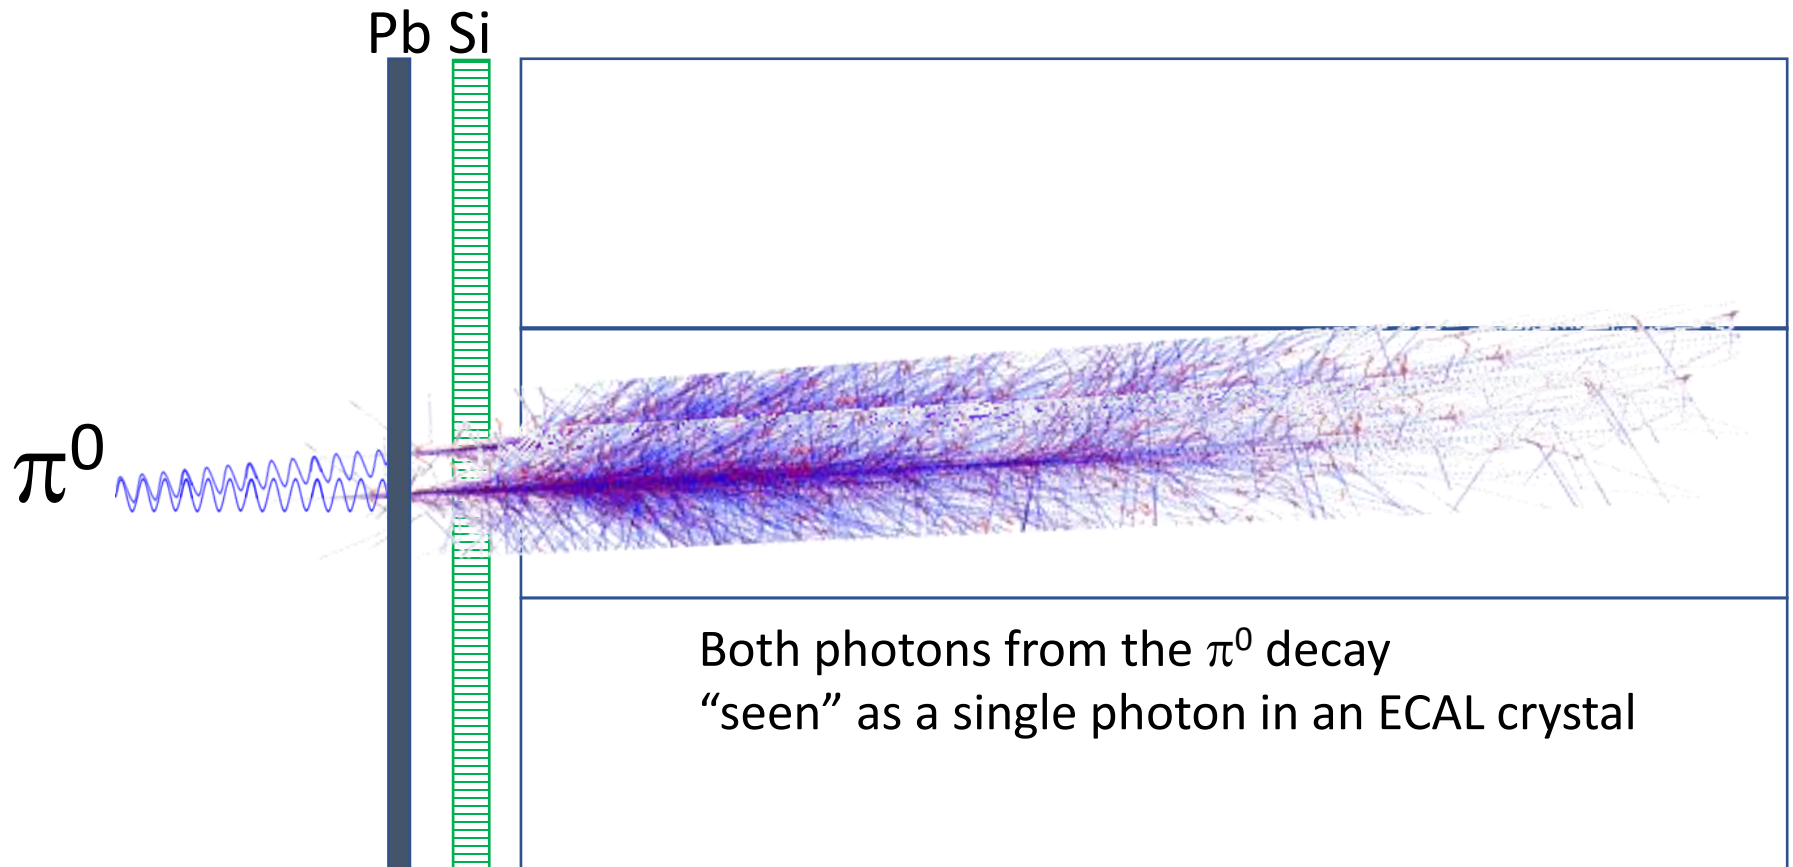 Pb Si
π⁰
Both photons from the π⁰ decay
“seen” as a single photon in an ECAL crystal